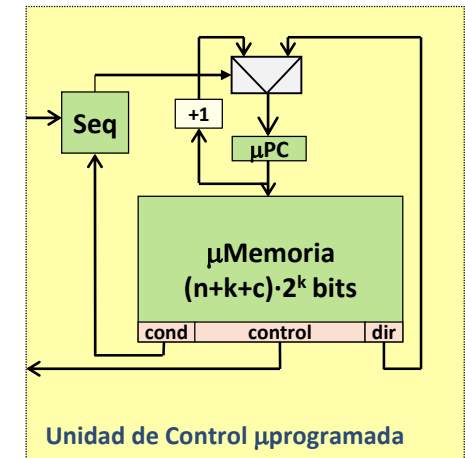 Seq
+1
μPC
μMemoria
(n+k+c)·2ᵏ bits
cond control dir
Unidad de Control μprogramada